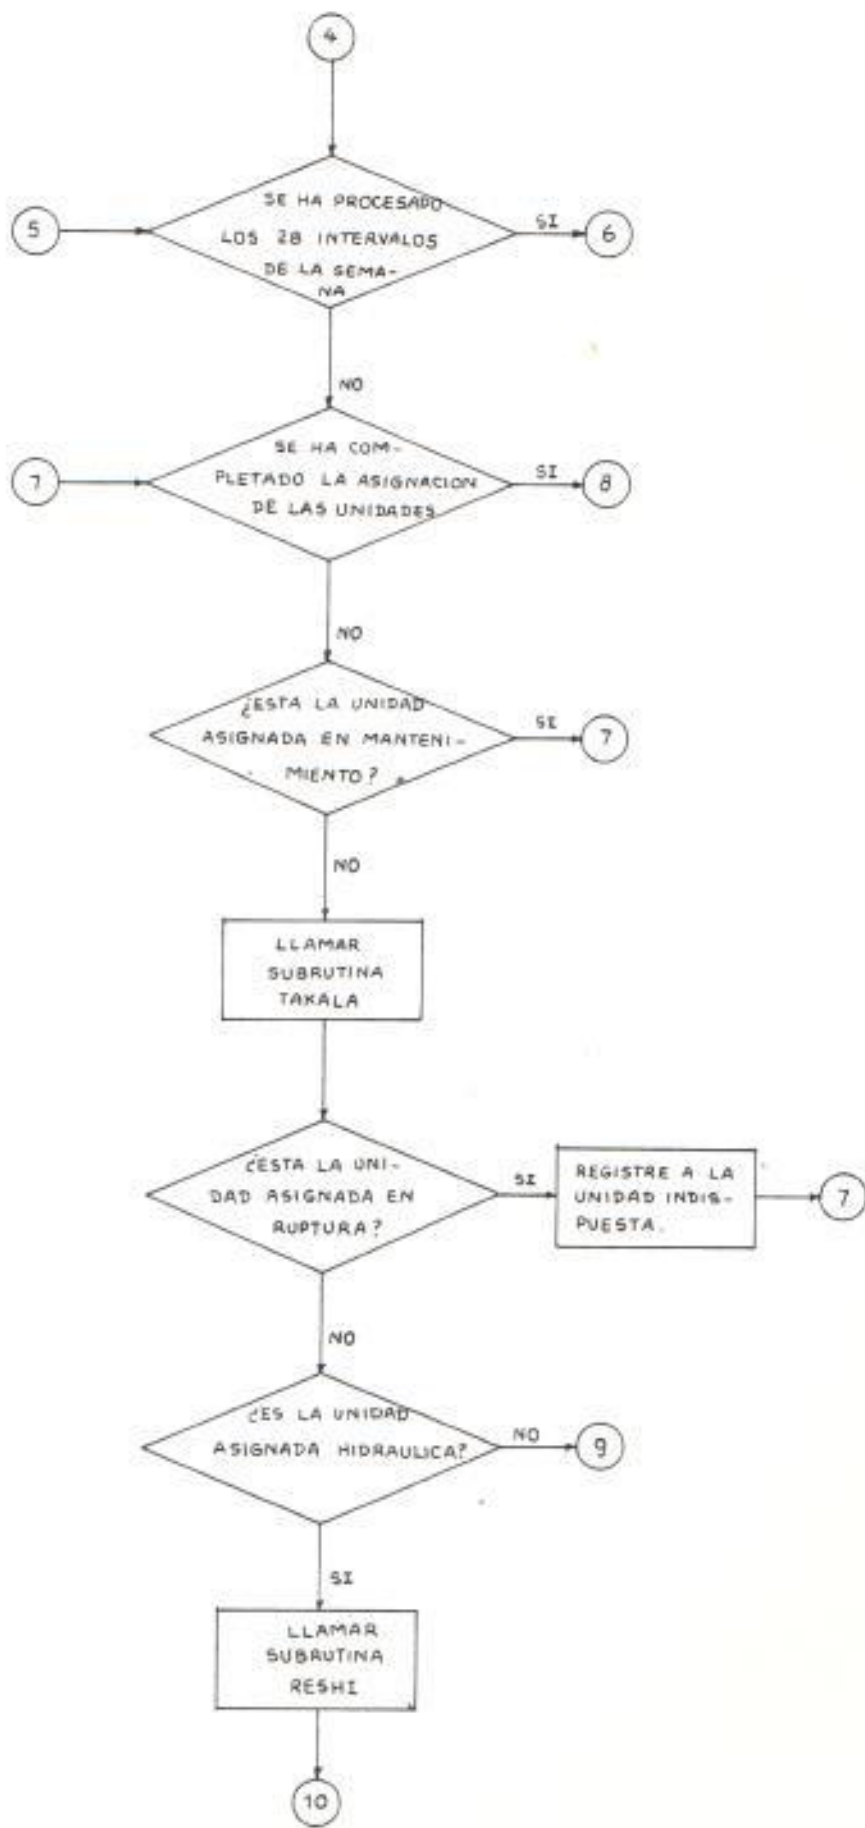 4
SE HA PROCESADO
5
LOS 28 INTERVALOS
SI
6
DE LA SEMA-
NA
NO
SE HA COM-
7
PLETADO LA ASIGNACION
SI
8
DE LAS UNIDADES
NO
¿ESTA LA UNIDAD
ASIGNADA EN MANTENI-
SI
7
MIENTO?
NO
LLAMAR
SUBRUTINA
TAKALA
¿ESTA LA UNI-
DAD ASIGNADA EN
RUPTURA?
SI
REGISTRE A LA
UNIDAD INDIS-
PUESTA.
7
NO
¿ES LA UNIDAD
ASIGNADA HIDRAULICA?
NO
9
SI
LLAMAR
SUBRUTINA
RESHI
10